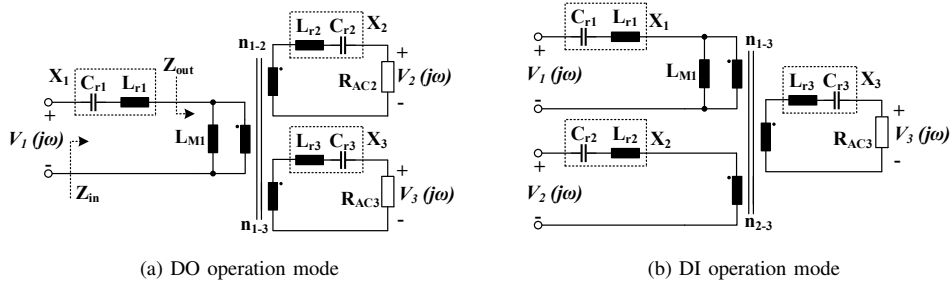 X1
Cr1 Lr1
Zout
V1 (jω)
+
-
Zin
LM1
n1-2
n1-3
Lr2 Cr2
X2
RAC2
+
V2 (jω)
-
Lr3 Cr3
X3
RAC3
+
V3 (jω)
-
(a) DO operation mode
Cr1 Lr1
X1
+
V1 (jω)
-
LM1
n1-3
Cr2 Lr2
X2
+
V2 (jω)
-
n2-3
Lr3 Cr3
X3
RAC3
+
V3 (jω)
-
(b) DI operation mode